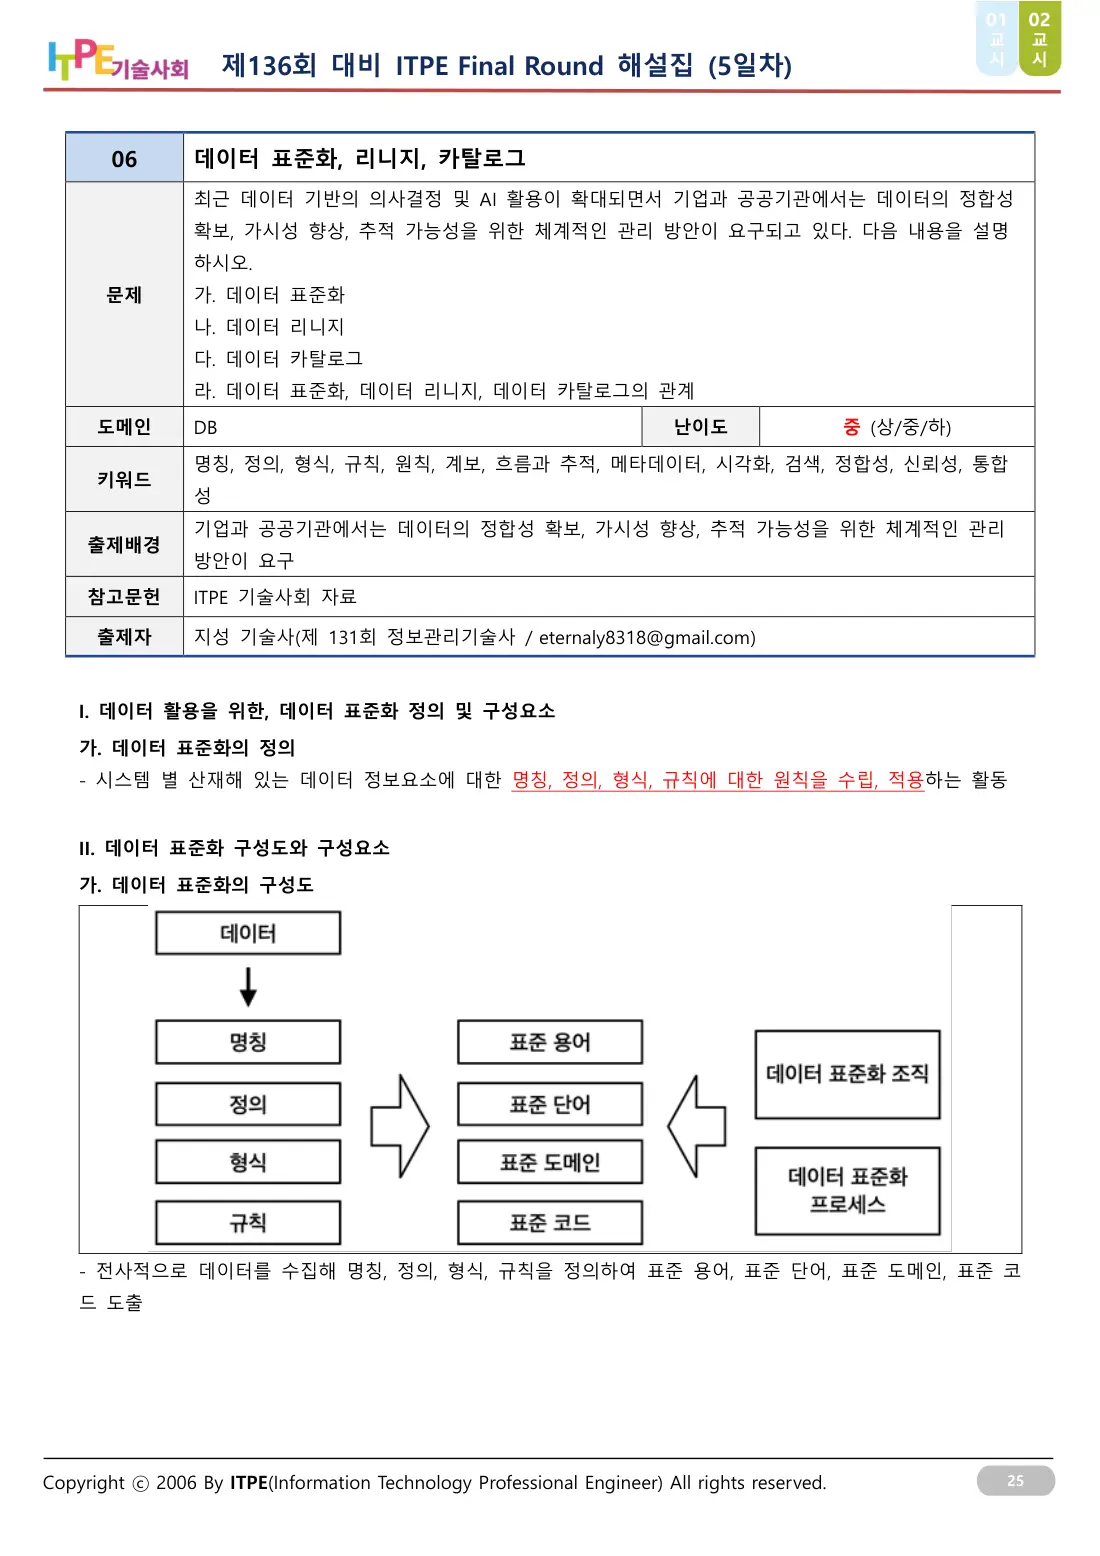 01
교
시
02
교
시
ITPE기술사회 제136회 대비 ITPE Final Round 해설집 (5일차)
06 데이터 표준화, 리니지, 카탈로그
문제
최근 데이터 기반의 의사결정 및 AI 활용이 확대되면서 기업과 공공기관에서는 데이터의 정합성
확보, 가시성 향상, 추적 가능성을 위한 체계적인 관리 방안이 요구되고 있다. 다음 내용을 설명
하시오.
가. 데이터 표준화
나. 데이터 리니지
다. 데이터 카탈로그
라. 데이터 표준화, 데이터 리니지, 데이터 카탈로그의 관계
도메인 DB 난이도 중 (상/중/하)
키워드
명칭, 정의, 형식, 규칙, 원칙, 계보, 흐름과 추적, 메타데이터, 시각화, 검색, 정합성, 신뢰성, 통합
성
출제배경
기업과 공공기관에서는 데이터의 정합성 확보, 가시성 향상, 추적 가능성을 위한 체계적인 관리
방안이 요구
참고문헌 ITPE 기술사회 자료
출제자 지성 기술사(제 131회 정보관리기술사 / eternaly8318@gmail.com)
I. 데이터 활용을 위한, 데이터 표준화 정의 및 구성요소
가. 데이터 표준화의 정의
- 시스템 별 산재해 있는 데이터 정보요소에 대한 명칭, 정의, 형식, 규칙에 대한 원칙을 수립, 적용하는 활동
II. 데이터 표준화 구성도와 구성요소
가. 데이터 표준화의 구성도
데이터
명칭
정의
형식
규칙
표준 용어
표준 단어
표준 도메인
표준 코드
데이터 표준화 조직
데이터 표준화
프로세스
- 전사적으로 데이터를 수집해 명칭, 정의, 형식, 규칙을 정의하여 표준 용어, 표준 단어, 표준 도메인, 표준 코
드 도출
Copyright ⓒ 2006 By ITPE(Information Technology Professional Engineer) All rights reserved.
25